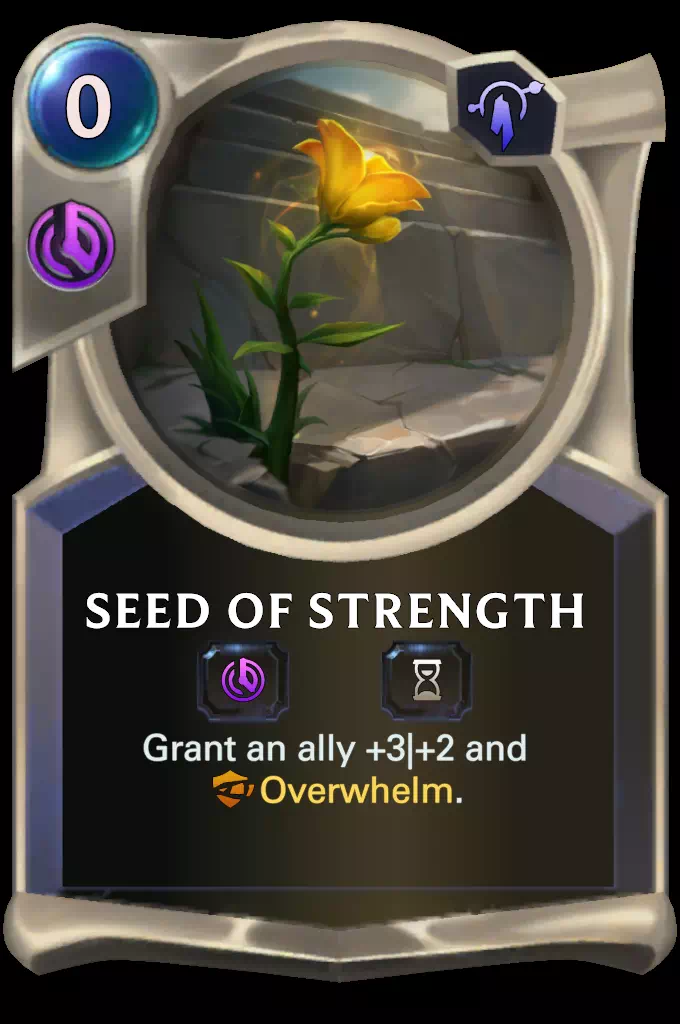 0
SEED OF STRENGTH
Grant an ally +3|+2 and
Overwhelm.